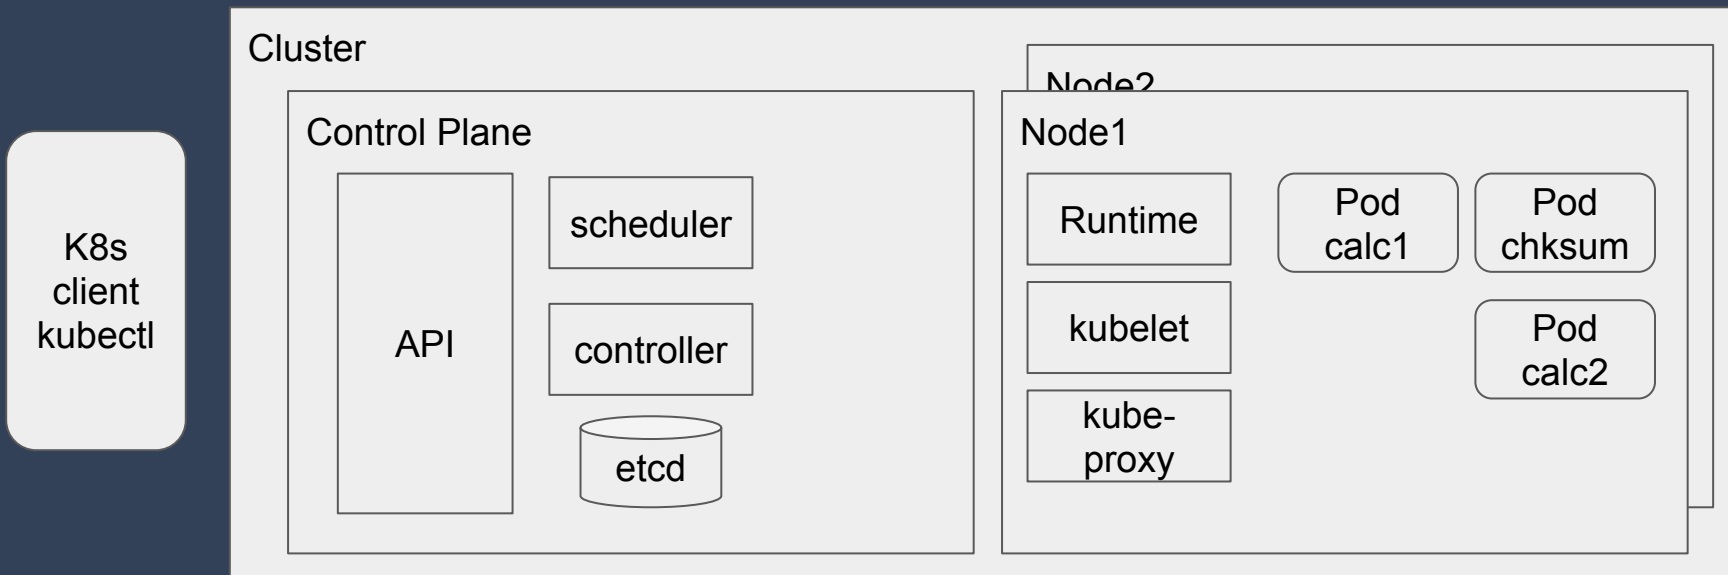 Cluster
Node2
Control Plane
Node1
K8s
client
kubectl
API
scheduler
controller
etcd
Runtime
kubelet
kube-
proxy
Pod
calc1
Pod
chksum
Pod
calc2